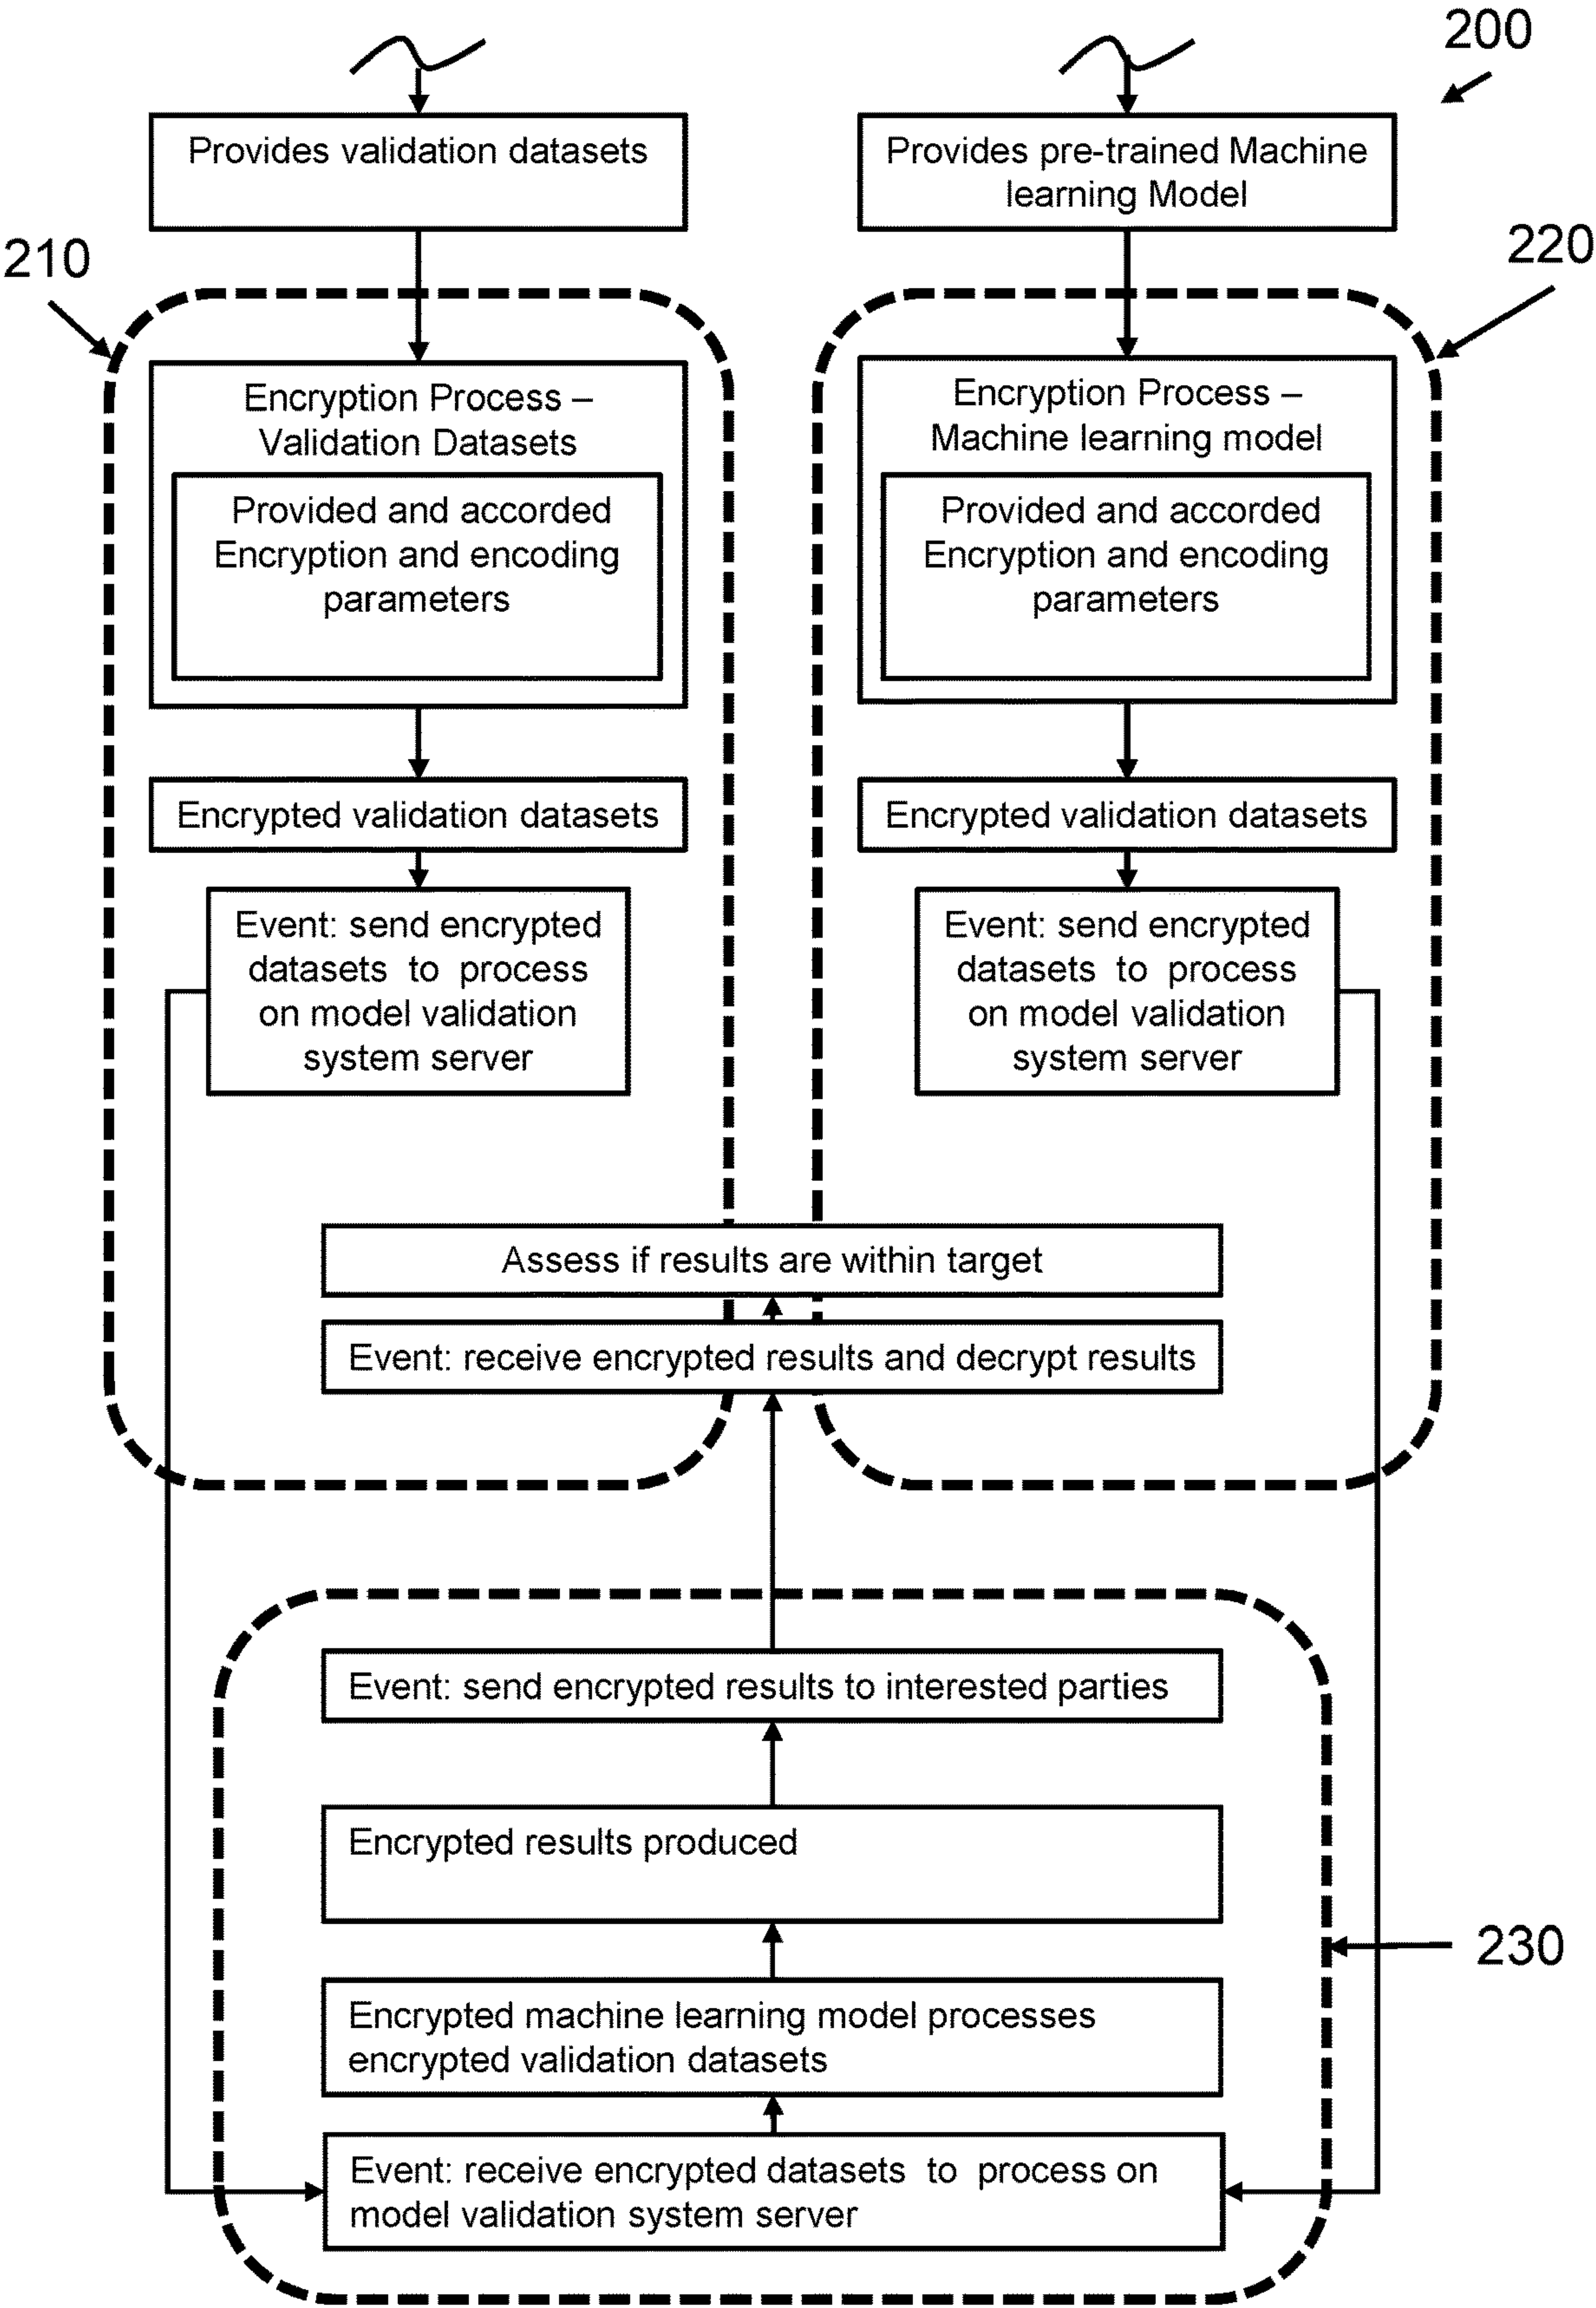 200
Provides validation datasets
Provides pre-trained Machine
learning Model
210
220
Encryption Process –
Validation Datasets
Provided and accorded
Encryption and encoding
parameters
Encryption Process –
Machine learning model
Provided and accorded
Encryption and encoding
parameters
Encrypted validation datasets
Encrypted validation datasets
Event: send encrypted
datasets to process
on model validation
system server
Event: send encrypted
datasets to process
on model validation
system server
Assess if results are within target
Event: receive encrypted results and decrypt results
Event: send encrypted results to interested parties
Encrypted results produced
230
Encrypted machine learning model processes
encrypted validation datasets
Event: receive encrypted datasets to process on
model validation system server